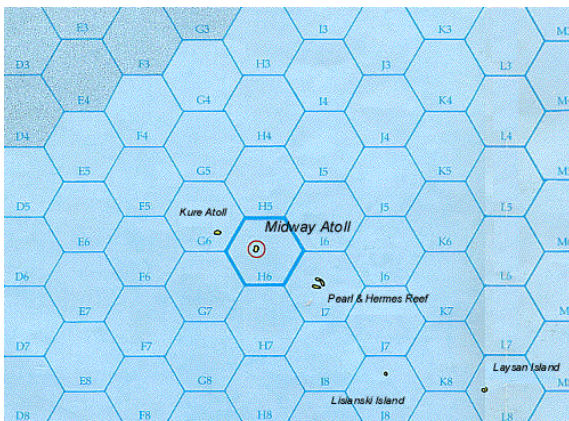 G3
E3
I3
K3
M3
D3
F3
H3
J3
L3
E4
G4
I4
K4
D4
F4
H4
J4
L4
E5
G5
I5
K5
D5
F5
H5
J5
L5
Kure Atoll
Midway Atoll
E6
G6
I6
K6
D6
F6
H6
J6
L6
Pearl & Hermes Reef
E7
G7
I7
K7
D7
F7
H7
J7
L7
Laysan Island
E8
G8
I8
K8
Lisianski Island
D8
F8
H8
J8
L8